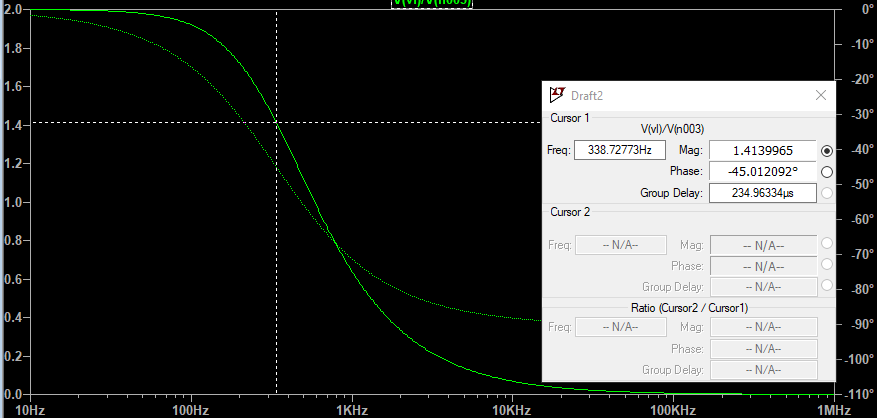 V(vl)/V(n003)
2.0 0°
1.8 -10°
-20°
1.6 -30°
1.4 -40°
1.2 -50°
1.0 -60°
0.8 -70°
0.6 -80°
0.4 -90°
0.2 -100°
0.0 -110°
10Hz 100Hz 1KHz 10KHz 100KHz 1MHz
Draft2
Cursor 1
V(vl)/V(n003)
Freq: 338.72773Hz Mag: 1.4139965
Phase: -45.012092°
Group Delay: 234.96334µs
Cursor 2
Freq: -- N/A-- Mag: -- N/A--
Phase: -- N/A--
Group Delay: -- N/A--
Ratio (Cursor2 / Cursor1)
Freq: -- N/A-- Mag: -- N/A--
Phase: -- N/A--
Group Delay: -- N/A--